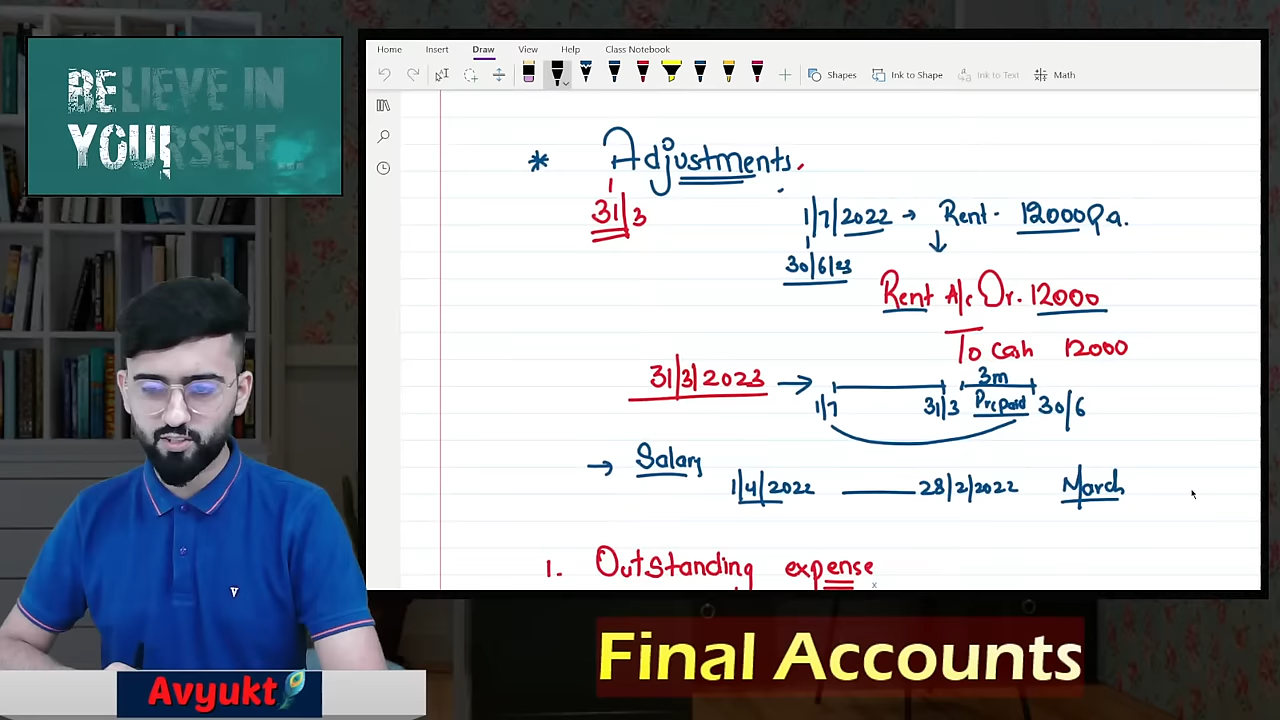 BELIEVE IN
YOURSELF...
Home Insert Draw View Help Class Notebook
Shapes Ink to Shape Ink to Text Math
* Adjustments.
31/3
1/7/2022 → Rent. 12000 Pa.
↓
30/6/23
Rent A/c Dr. 12000
To Cash 12000
31/3/2023 →
3m
1/7 31/3 Prepaid 30/6
→ Salary
1/4/2022 —— 28/2/2022 March
1. Outstanding expense
Final Accounts
Avyukt